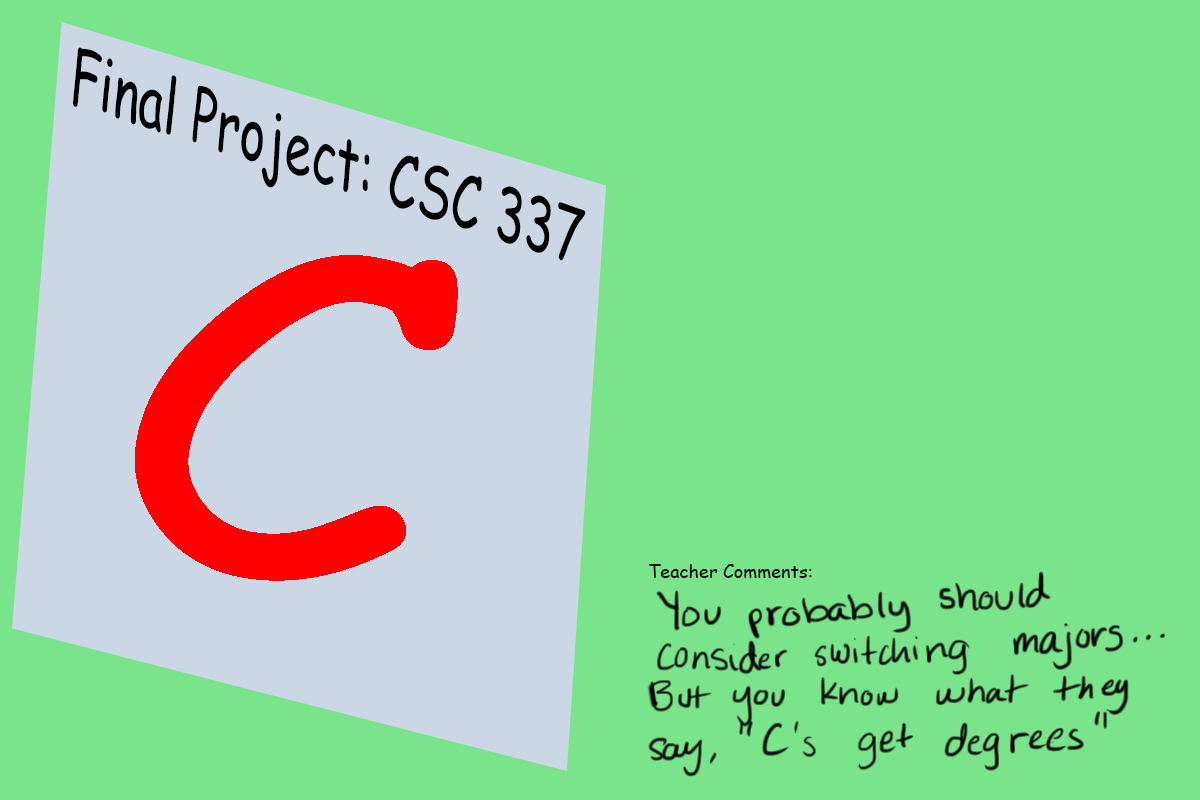 Final Project: CSC 337
C
Teacher Comments:
You probably should
consider switching majors...
But you know what they
say, "C's get degrees"